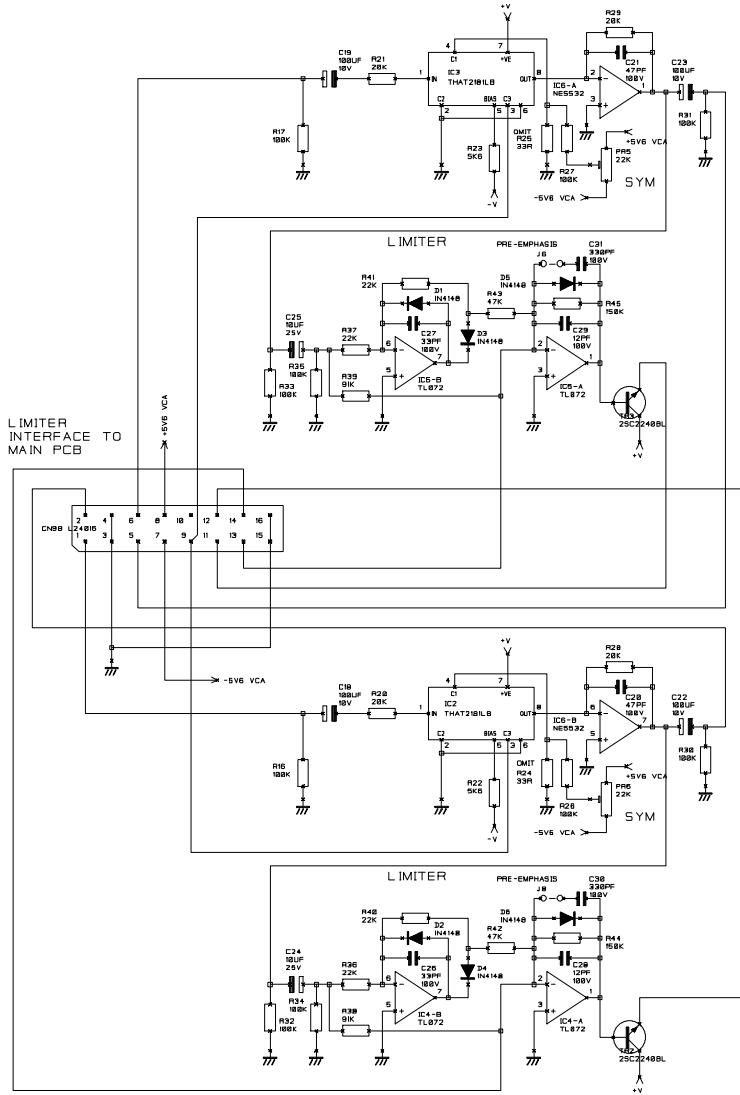 +V
R29
20K
C19
100UF
10V
R21
20K
4
C1
7
+VE
IC3
THAT2181LB
1
IN
8
OUT
C2
BIAS
C3
2
5
3
6
IC6-A
NE5532
2
3
1
C21
47PF
100V
C23
100UF
10V
R17
100K
R23
5K6
-V
OMIT
R25
33R
R27
100K
+5V6 VCA
PR5
22K
-5V6 VCA
SYM
R31
100K
LIMITER
PRE-EMPHASIS
J6
C31
330PF
100V
R41
22K
D1
IN4148
D5
IN4148
R43
47K
R45
150K
C25
10UF
25V
R37
22K
C27
33PF
100V
D3
IN4148
C29
12PF
100V
6
5
7
2
3
1
R33
100K
R35
100K
R39
91K
IC5-B
TL072
IC5-A
TL072
TR3
2SC2240BL
+V
LIMITER
INTERFACE TO
MAIN PCB
+5V6 VCA
2
4
6
8
10
12
14
16
CN9B L24016
1
3
5
7
9
11
13
15
-5V6 VCA
+V
R28
20K
C18
100UF
10V
R20
20K
4
C1
7
+VE
IC2
THAT2181LB
1
IN
8
OUT
C2
BIAS
C3
2
5
3
6
IC6-B
NE5532
6
5
7
C20
47PF
100V
C22
100UF
10V
R16
100K
R22
5K6
-V
OMIT
R24
33R
R26
100K
+5V6 VCA
PR6
22K
-5V6 VCA
SYM
R30
100K
LIMITER
PRE-EMPHASIS
J8
C30
330PF
100V
R40
22K
D2
IN4148
D6
IN4148
R42
47K
R44
150K
C24
10UF
25V
R36
22K
C26
33PF
100V
D4
IN4148
C28
12PF
100V
6
5
7
2
3
1
R32
100K
R34
100K
R38
91K
IC4-B
TL072
IC4-A
TL072
TR2
2SC2240BL
+V